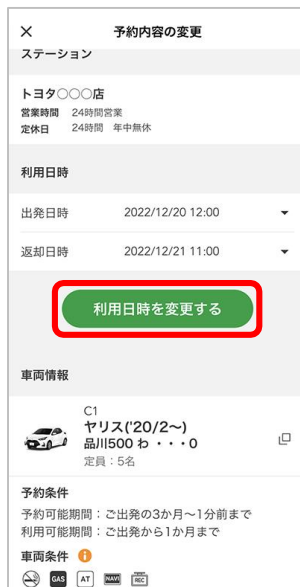 予約内容の変更
ステーション
トヨタ○○○店
営業時間 24時間営業
定休日 24時間 年中無休
利用日時
出発日時 2022/12/20 12:00
返却日時 2022/12/21 11:00
利用日時を変更する
車両情報
C1
ヤリス('20/2〜)
品川500 わ ・・・0
定員：5名
予約条件
予約可能期間：ご出発の3か月〜1分前まで
利用可能期間：ご出発から1か月まで
車両条件
GAS AT NAVI REC